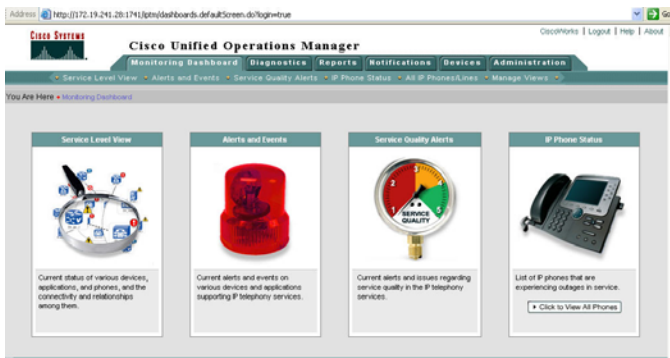 Address http://172.19.241.28:1741/iptm/dashboards.defaultScreen.do?login=true Go
CISCO SYSTEMS
CiscoWorks | Logout | Help | About
Cisco Unified Operations Manager
Monitoring Dashboard Diagnostics Reports Notifications Devices Administration
Service Level View Alerts and Events Service Quality Alerts IP Phone Status All IP Phones/Lines Manage Views
You Are Here Monitoring Dashboard
Service Level View
Current status of various devices,
applications, and phones, and the
connectivity and relationships
among them.
Alerts and Events
Current alerts and events on
various devices and applications
supporting IP telephony services.
Service Quality Alerts
1 2 3 4 5
SERVICE
QUALITY
Current alerts and issues regarding
service quality in the IP telephony
services.
IP Phone Status
List of IP phones that are
experiencing outages in service.
Click to View All Phones